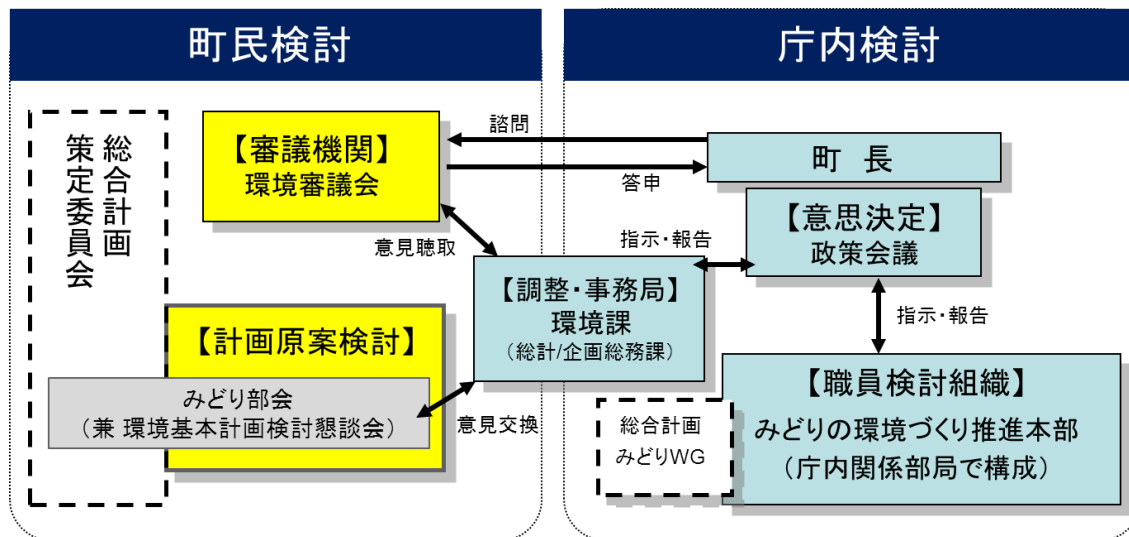 町民検討
庁内検討
総合計画
策定委員会
【審議機関】
環境審議会
諮問
答申
町 長
【意思決定】
政策会議
意見聴取
指示・報告
【調整・事務局】
環境課
（総計/企画総務課）
指示・報告
【計画原案検討】
みどり部会
（兼 環境基本計画検討懇談会）
意見交換
総合計画
みどりWG
【職員検討組織】
みどりの環境づくり推進本部
（庁内関係部局で構成）